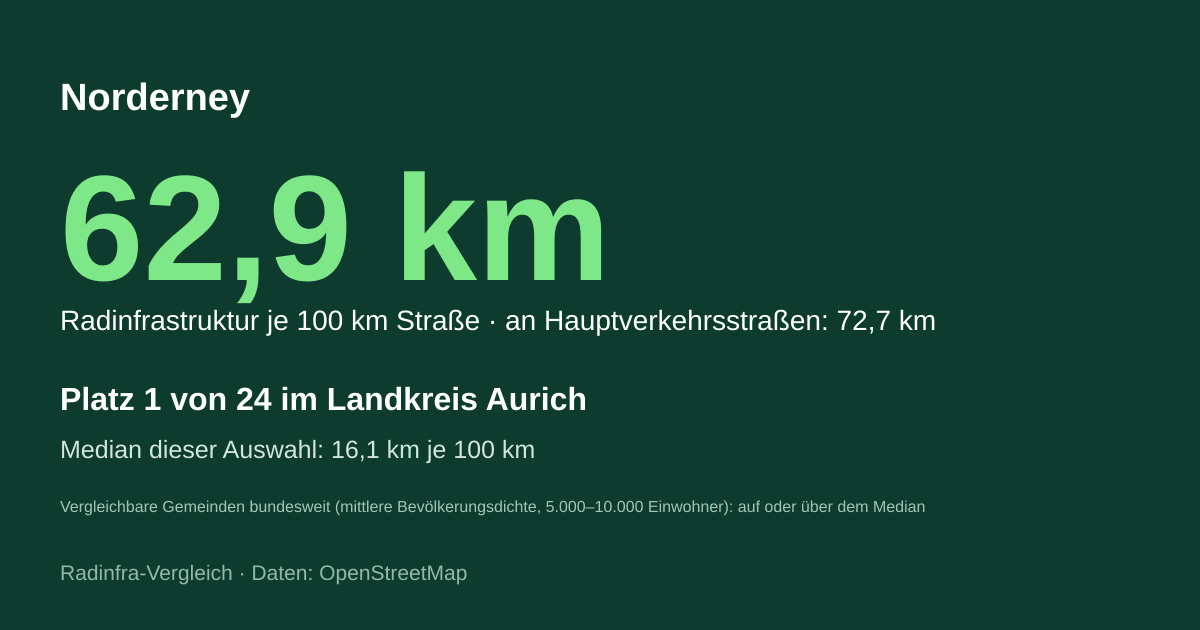 Norderney
62,9 km
Radinfrastruktur je 100 km Straße · an Hauptverkehrsstraßen: 72,7 km
Platz 1 von 24 im Landkreis Aurich
Median dieser Auswahl: 16,1 km je 100 km
Vergleichbare Gemeinden bundesweit (mittlere Bevölkerungsdichte, 5.000–10.000 Einwohner): auf oder über dem Median
Radinfra-Vergleich · Daten: OpenStreetMap